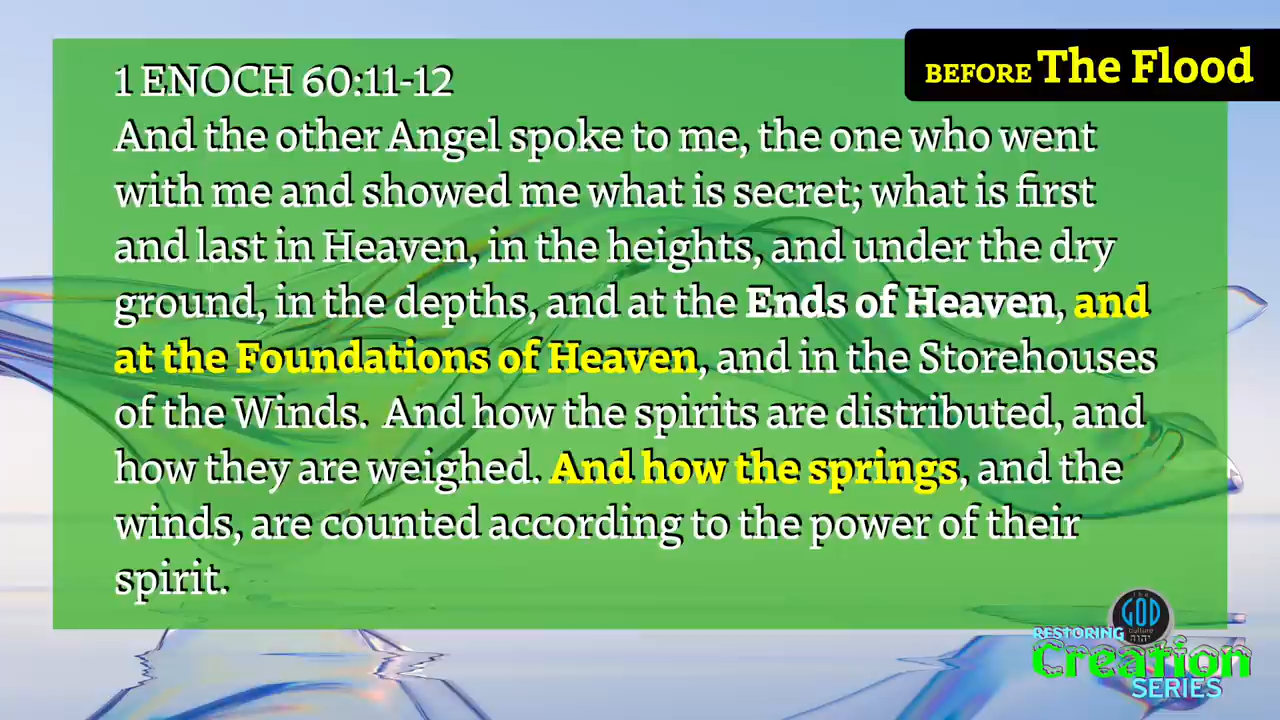 BEFORE The Flood
1 ENOCH 60:11-12
And the other Angel spoke to me, the one who went
with me and showed me what is secret; what is first
and last in Heaven, in the heights, and under the dry
ground, in the depths, and at the Ends of Heaven, and
at the Foundations of Heaven, and in the Storehouses
of the Winds. And how the spirits are distributed, and
how they are weighed. And how the springs, and the
winds, are counted according to the power of their
spirit.
The
GOD
Culture
יהוה
RESTORING
Creation
SERIES